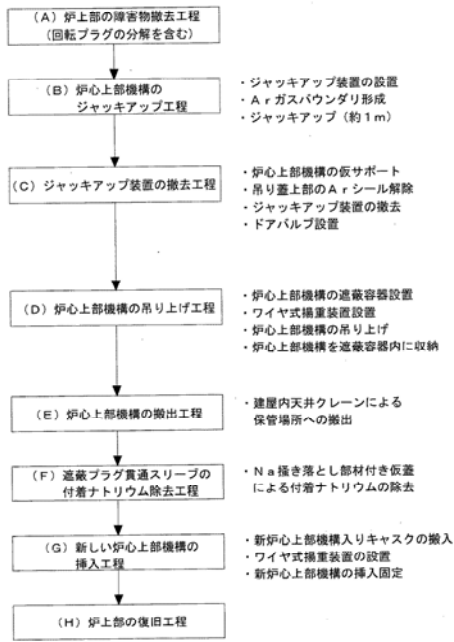 (A) 炉上部の障害物撤去工程
(回転プラグの分解を含む)
(B) 炉心上部機構の
ジャッキアップ工程
・ジャッキアップ装置の設置
・Arガスバウンダリ形成
・ジャッキアップ (約1m)
(C) ジャッキアップ装置の撤去工程
・炉心上部機構の仮サポート
・吊り蓋上部のArシール解除
・ジャッキアップ装置の撤去
・ドアバルブ設置
(D) 炉心上部機構の吊り上げ工程
・炉心上部機構の遮蔽容器設置
・ワイヤ式揚重装置設置
・炉心上部機構の吊り上げ
・炉心上部機構を遮蔽容器内に収納
(E) 炉心上部機構の搬出工程
・建屋内天井クレーンによる
保管場所への搬出
(F) 遮蔽プラグ貫通スリーブの
付着ナトリウム除去工程
・Na掻き落とし部材付き仮蓋
による付着ナトリウムの除去
(G) 新しい炉心上部機構の
挿入工程
・新炉心上部機構入りキャスクの搬入
・ワイヤ式揚重装置の設置
・新炉心上部機構の挿入固定
(H) 炉上部の復旧工程